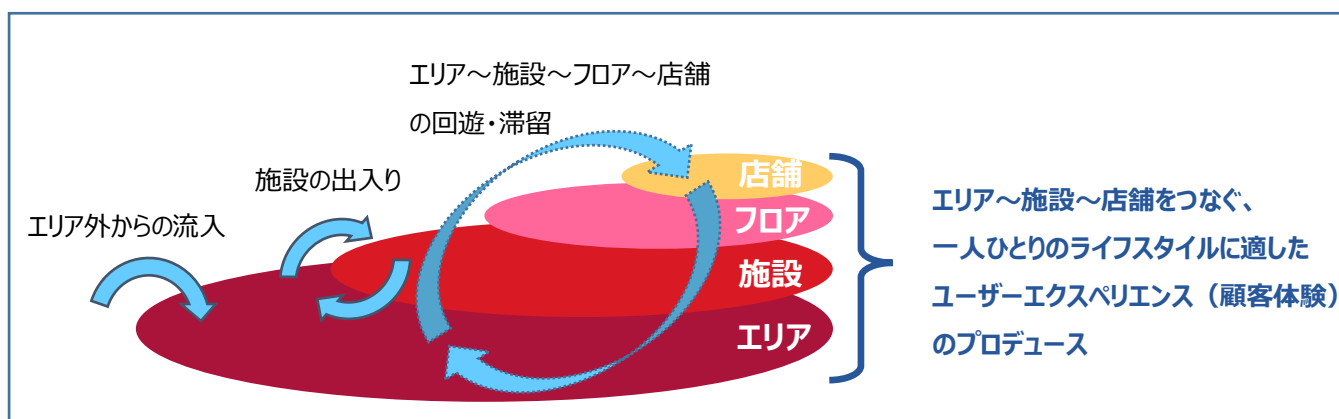 エリア～施設～フロア～店舗
の回遊・滞留
施設の出入り
エリア外からの流入
店舗
フロア
施設
エリア
エリア～施設～店舗をつなぐ、
一人ひとりのライフスタイルに適した
ユーザーエクスペリエンス（顧客体験）
のプロデュース